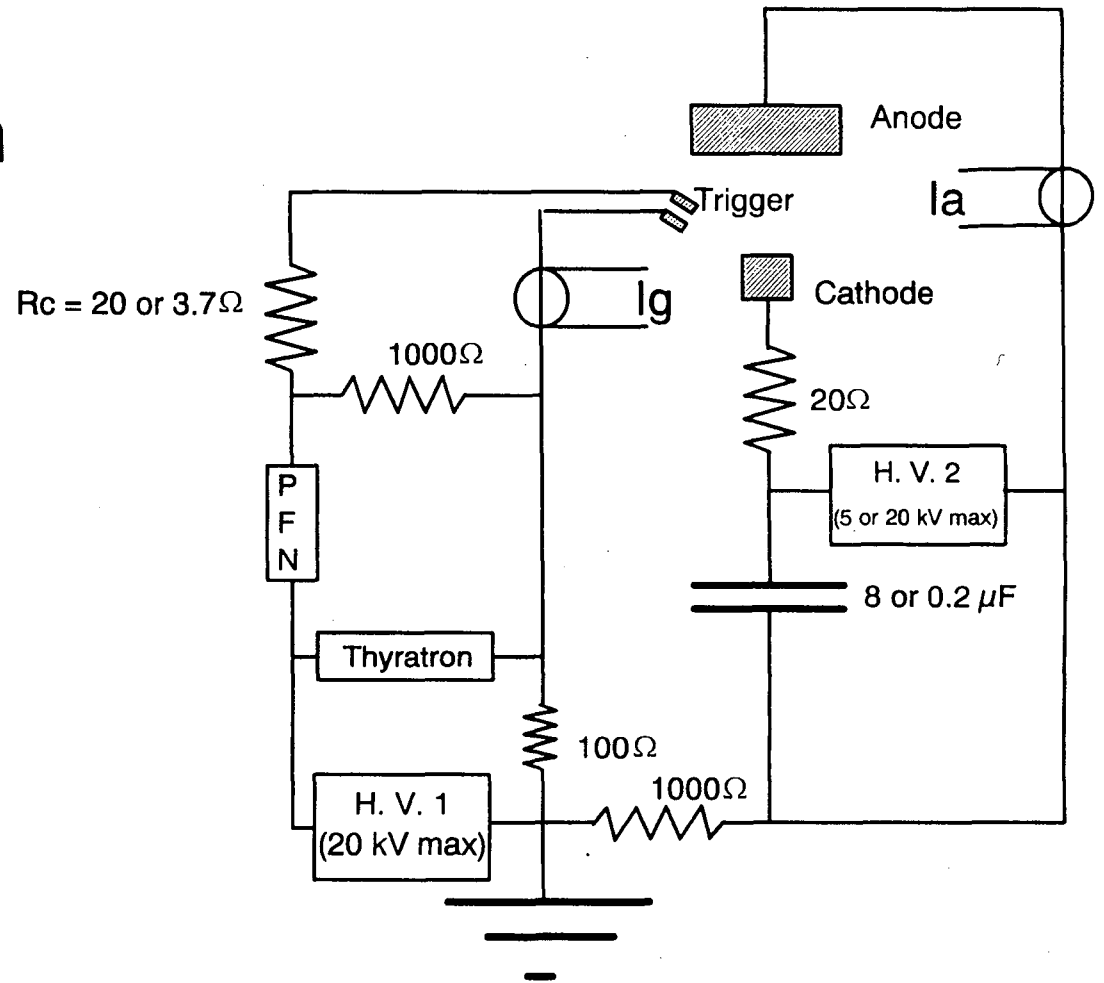 Anode
Trigger
Ia
Rc = 20 or 3.7Ω
Ig
Cathode
1000Ω
20Ω
H. V. 2
(5 or 20 kV max)
P
F
N
8 or 0.2 μF
Thyratron
100Ω
1000Ω
H. V. 1
(20 kV max)